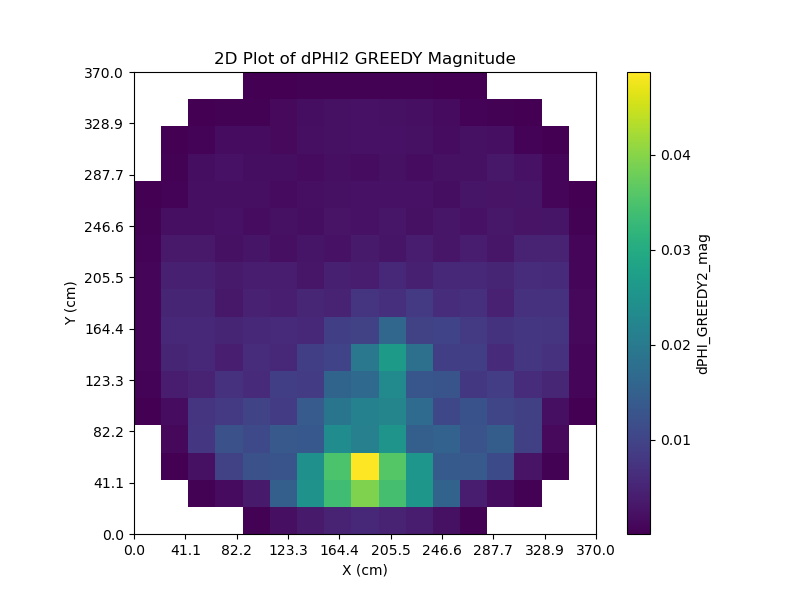 2D Plot of dPHI2 GREEDY Magnitude
370.0
328.9
287.7
246.6
205.5
164.4
123.3
82.2
41.1
0.0
Y (cm)
0.0 41.1 82.2 123.3 164.4 205.5 246.6 287.7 328.9 370.0
X (cm)
0.04
0.03
0.02
0.01
dPHI_GREEDY2_mag